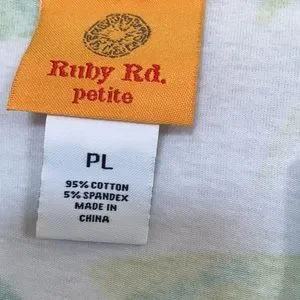 Ruby Rd.
petite
PL
95% COTTON
5% SPANDEX
MADE IN
CHINA